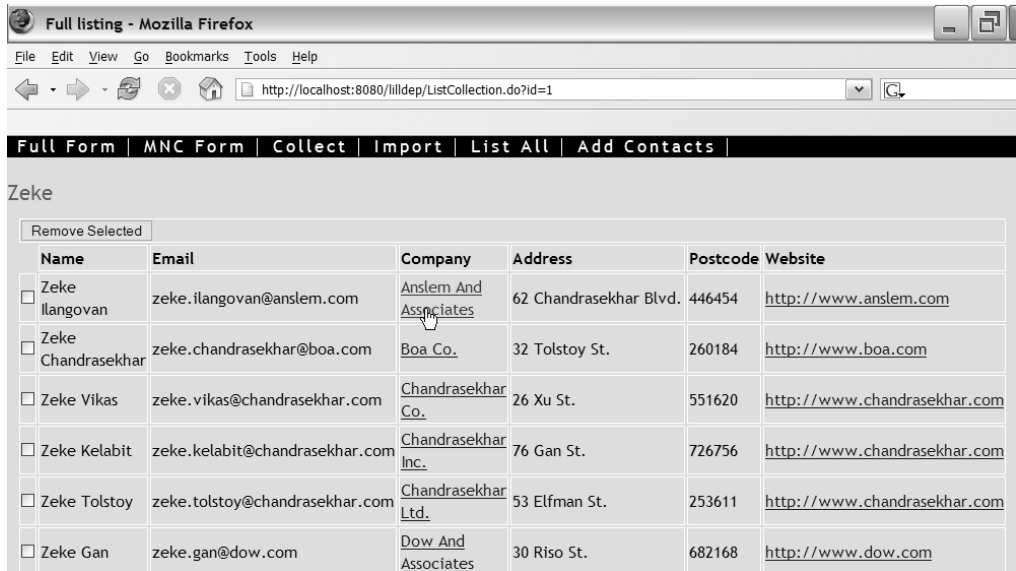 Full listing - Mozilla Firefox
File Edit View Go Bookmarks Tools Help
http://localhost:8080/lilldep/ListCollection.do?id=1
G
Full Form | MNC Form | Collect | Import | List All | Add Contacts |
Zeke
Remove Selected
Name Email Company Address Postcode Website
Zeke Ilangovan zeke.ilangovan@anslem.com Anslem And Associates 62 Chandrasekhar Blvd. 446454 http://www.anslem.com
Zeke Chandrasekhar zeke.chandrasekhar@boa.com Boa Co. 32 Tolstoy St. 260184 http://www.boa.com
Zeke Vikas zeke.vikas@chandrasekhar.com Chandrasekhar Co. 26 Xu St. 551620 http://www.chandrasekhar.com
Zeke Kelabit zeke.kelabit@chandrasekhar.com Chandrasekhar Inc. 76 Gan St. 726756 http://www.chandrasekhar.com
Zeke Tolstoy zeke.tolstoy@chandrasekhar.com Chandrasekhar Ltd. 53 Elfman St. 253611 http://www.chandrasekhar.com
Zeke Gan zeke.gan@dow.com Dow And Associates 30 Riso St. 682168 http://www.dow.com